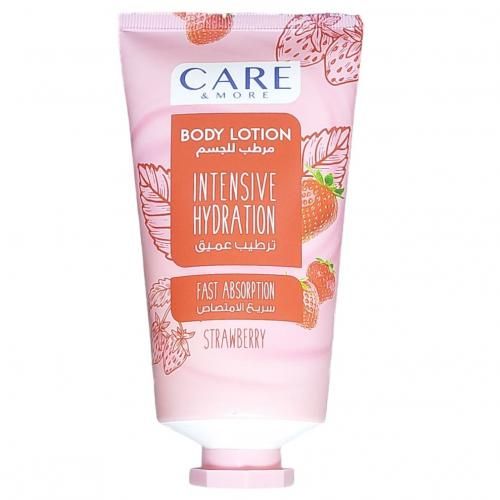 CARE
& MORE
BODY LOTION
مرطب للجسم
INTENSIVE
HYDRATION
ترطيب عميق
FAST ABSORPTION
سريع الامتصاص
STRAWBERRY